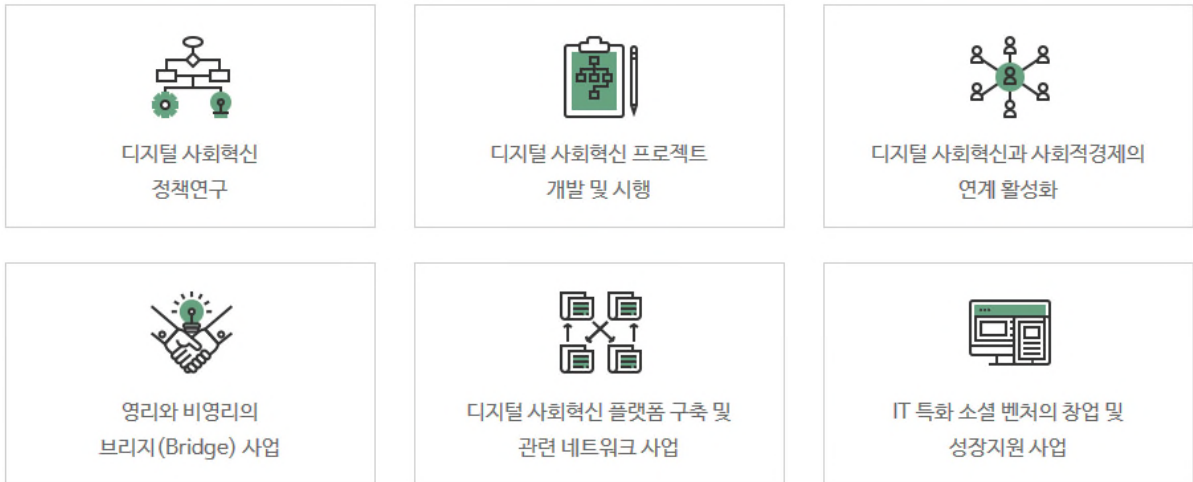 디지털 사회혁신
정책연구
디지털 사회혁신 프로젝트
개발 및 시행
디지털 사회혁신과 사회적경제의
연계 활성화
영리와 비영리의
브리지(Bridge) 사업
디지털 사회혁신 플랫폼 구축 및
관련 네트워크 사업
IT 특화 소셜 벤처의 창업 및
성장지원 사업